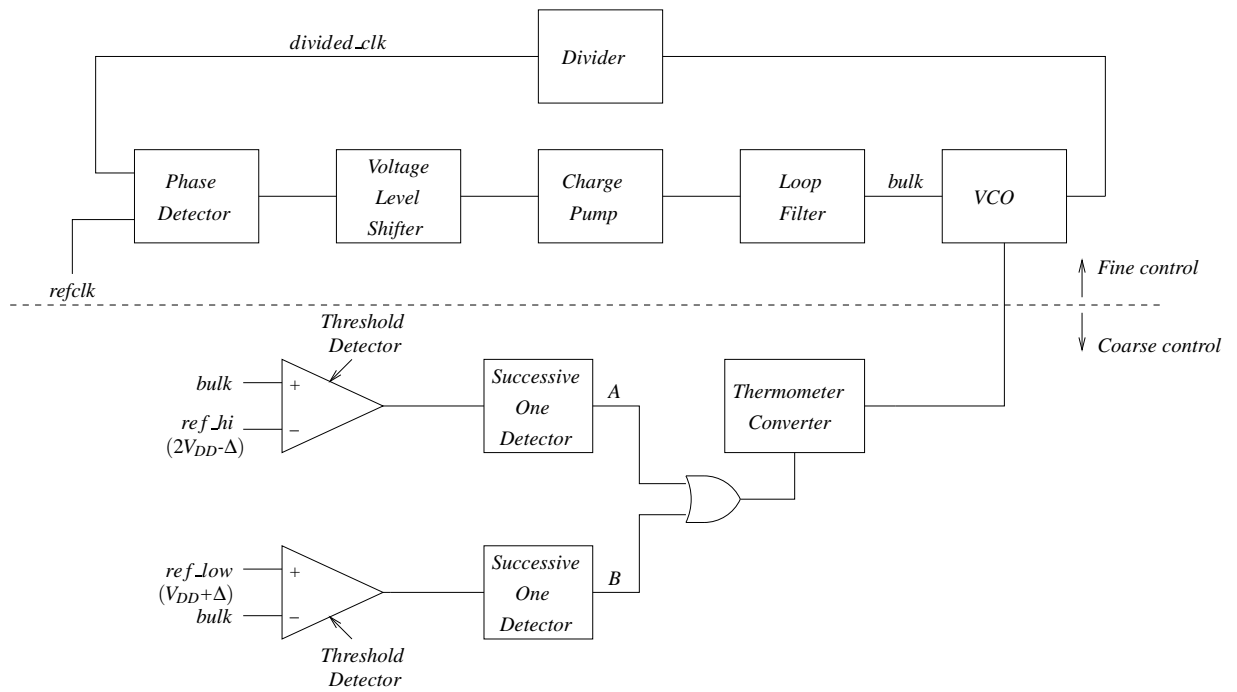 divided_clk
Divider
Phase
Detector
Voltage
Level
Shifter
Charge
Pump
Loop
Filter
bulk
VCO
refclk
Fine control
Coarse control
Threshold
Detector
bulk
+
ref_hi
−
(2V_DD-Δ)
Successive
One
Detector
A
Thermometer
Converter
ref_low
+
(V_DD+Δ)
bulk
−
Successive
One
Detector
B
Threshold
Detector